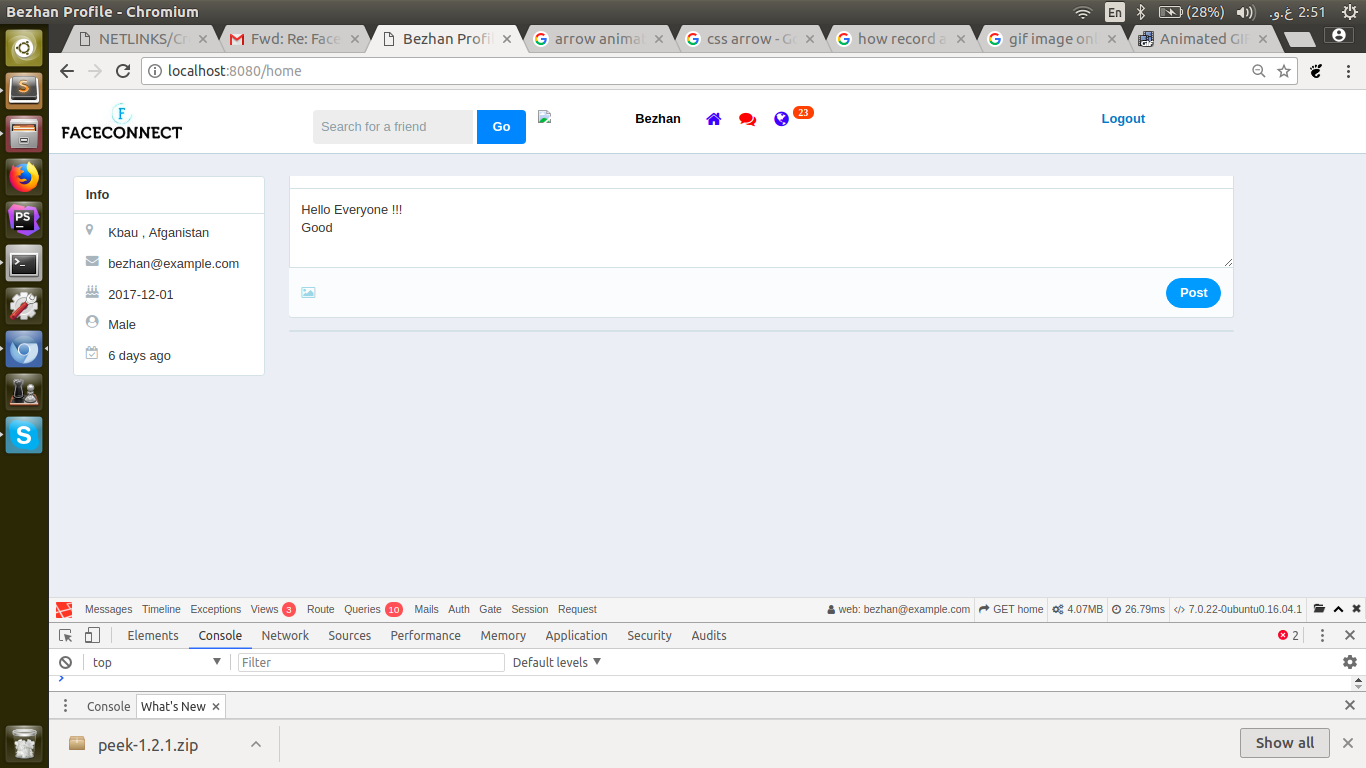 Bezhan Profile - Chromium
En
(28%)
2:51 غ.و.
NETLINKS/Cr
Fwd: Re: Face
Bezhan Profil
arrow animat
css arrow - Go
how record a
gif image onl
Animated GIF
localhost:8080/home
F
FACECONNECT
Search for a friend
Go
Bezhan
23
Logout
Info
Kbau , Afganistan
bezhan@example.com
2017-12-01
Male
6 days ago
Hello Everyone !!!
Good
Post
Messages Timeline Exceptions Views 3 Route Queries 10 Mails Auth Gate Session Request
web: bezhan@example.com GET home 4.07MB 26.79ms 7.0.22-0ubuntu0.16.04.1
Elements Console Network Sources Performance Memory Application Security Audits 2
top Filter Default levels
Console What's New
peek-1.2.1.zip
Show all
PS
S
S